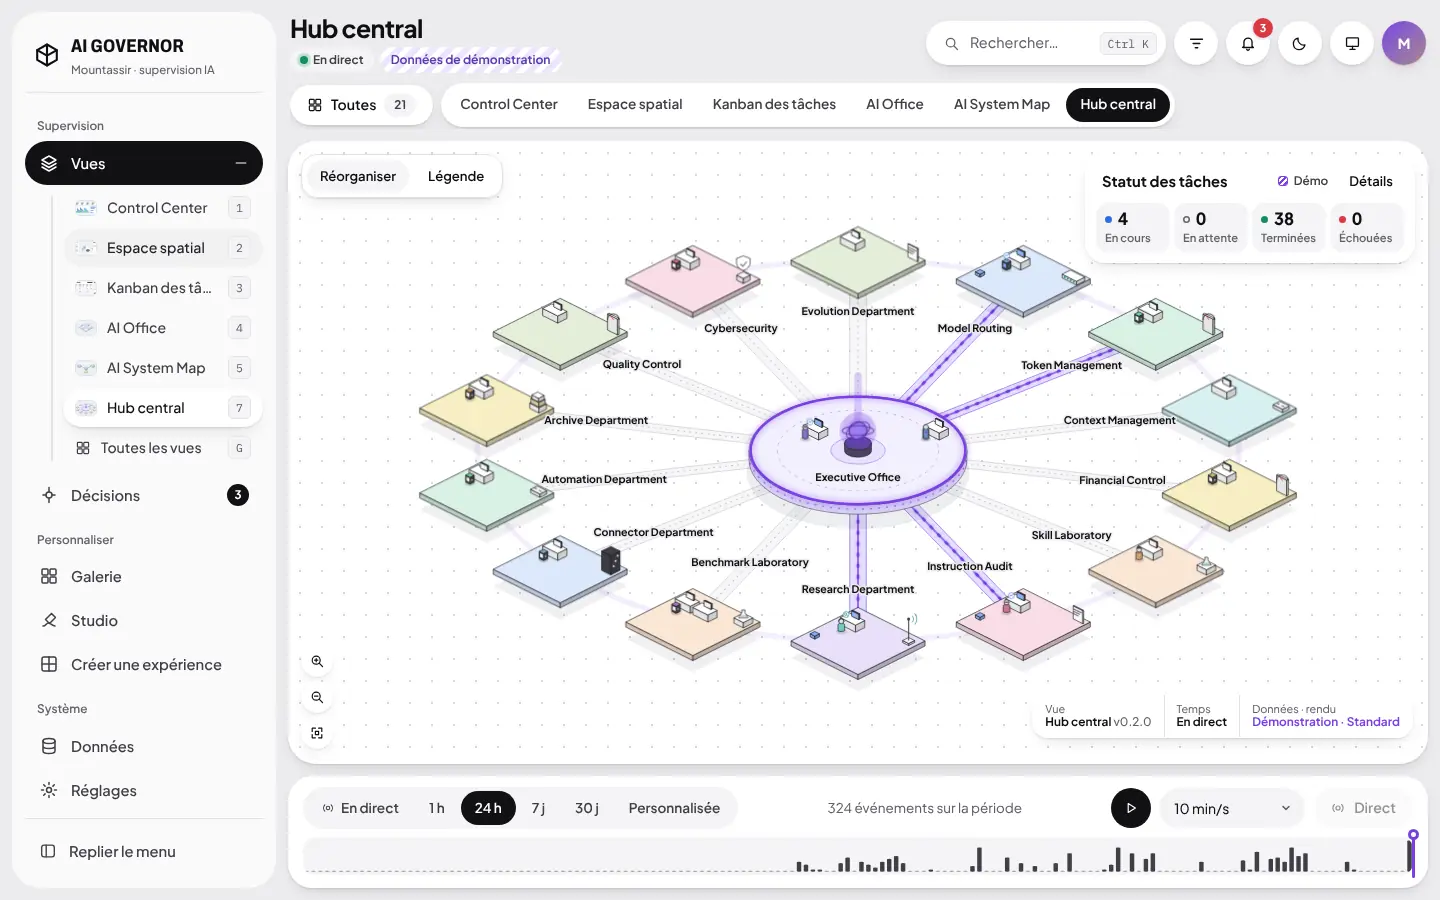 AI GOVERNOR
Mountassir · supervision IA
Supervision
Vues
Control Center 1
Espace spatial 2
Kanban des tâ... 3
AI Office 4
AI System Map 5
Hub central 7
Toutes les vues G
Décisions 3
Personnaliser
Galerie
Studio
Créer une expérience
Système
Données
Réglages
Replier le menu
Hub central
En direct
Données de démonstration
Rechercher...
Ctrl K
3
M
Toutes 21
Control Center
Espace spatial
Kanban des tâches
AI Office
AI System Map
Hub central
Réorganiser
Légende
Statut des tâches
Démo
Détails
4
En cours
0
En attente
38
Terminées
0
Échouées
Evolution Department
Cybersecurity
Model Routing
Quality Control
Token Management
Archive Department
Context Management
Executive Office
Automation Department
Financial Control
Connector Department
Skill Laboratory
Benchmark Laboratory
Instruction Audit
Research Department
Vue
Hub central v0.2.0
Temps
En direct
Données · rendu
Démonstration · Standard
En direct
1 h
24 h
7 j
30 j
Personnalisée
324 événements sur la période
10 min/s
Direct